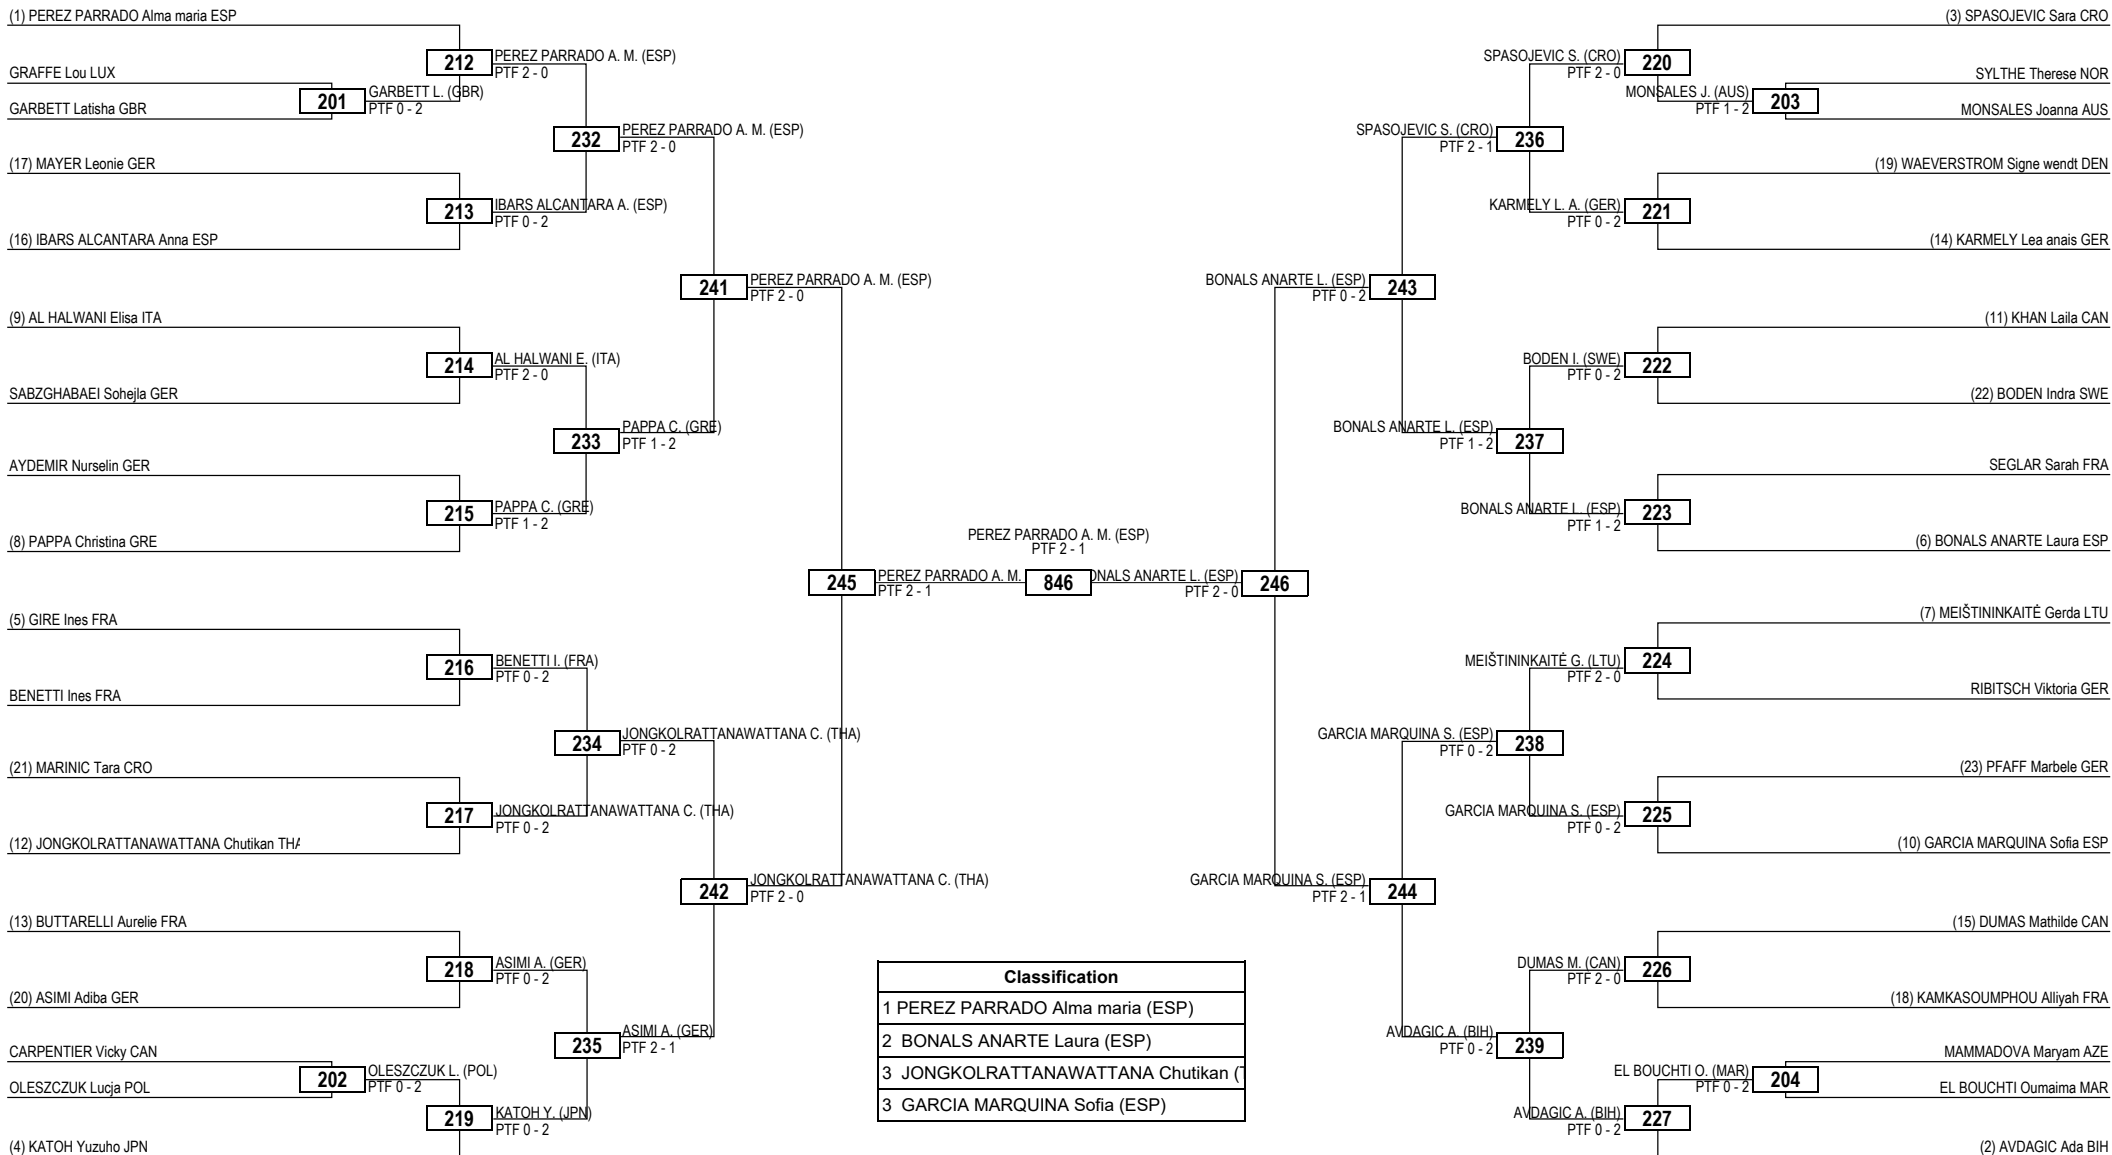 (1) PEREZ PARRADO Alma maria ESP
212
PEREZ PARRADO A. M. (ESP)
PTF 2 - 0
GRAFFE Lou LUX
201
GARBETT L. (GBR)
PTF 0 - 2
GARBETT Latisha GBR
232
PEREZ PARRADO A. M. (ESP)
PTF 2 - 0
(17) MAYER Leonie GER
213
IBARS ALCANTARA A. (ESP)
PTF 0 - 2
(16) IBARS ALCANTARA Anna ESP
241
PEREZ PARRADO A. M. (ESP)
PTF 2 - 0
(9) AL HALWANI Elisa ITA
214
AL HALWANI E. (ITA)
PTF 2 - 0
SABZGHABAEI Sohejla GER
233
PAPPA C. (GRE)
PTF 1 - 2
AYDEMIR Nurselin GER
215
PAPPA C. (GRE)
PTF 1 - 2
(8) PAPPA Christina GRE
245
PEREZ PARRADO A. M.
PTF 2 - 1
(5) GIRE Ines FRA
216
BENETTI I. (FRA)
PTF 0 - 2
BENETTI Ines FRA
234
JONGKOLRATTANAWATTANA C. (THA)
PTF 0 - 2
(21) MARINIC Tara CRO
217
JONGKOLRATTANAWATTANA C. (THA)
PTF 0 - 2
(12) JONGKOLRATTANAWATTANA Chutikan THA
242
JONGKOLRATTANAWATTANA C. (THA)
PTF 2 - 0
(13) BUTTARELLI Aurelie FRA
218
ASIMI A. (GER)
PTF 0 - 2
(20) ASIMI Adiba GER
235
ASIMI A. (GER)
PTF 2 - 1
CARPENTIER Vicky CAN
202
OLESZCZUK L. (POL)
PTF 0 - 2
OLESZCZUK Lucja POL
219
KATOH Y. (JPN)
PTF 0 - 2
(4) KATOH Yuzuho JPN
PEREZ PARRADO A. M. (ESP)
PTF 2 - 1
846
ONALS ANARTE L. (ESP)
PTF 2 - 0
246
(3) SPASOJEVIC Sara CRO
SPASOJEVIC S. (CRO)
PTF 2 - 0
220
SYLTHE Therese NOR
MONSALES J. (AUS)
PTF 1 - 2
203
MONSALES Joanna AUS
SPASOJEVIC S. (CRO)
PTF 2 - 1
236
(19) WAEVERSTROM Signe wendt DEN
KARMELY L. A. (GER)
PTF 0 - 2
221
(14) KARMELY Lea anais GER
BONALS ANARTE L. (ESP)
PTF 0 - 2
243
(11) KHAN Laila CAN
BODEN I. (SWE)
PTF 0 - 2
222
(22) BODEN Indra SWE
BONALS ANARTE L. (ESP)
PTF 1 - 2
237
SEGLAR Sarah FRA
BONALS ANARTE L. (ESP)
PTF 1 - 2
223
(6) BONALS ANARTE Laura ESP
(7) MEIŠTININKAITĖ Gerda LTU
MEIŠTININKAITĖ G. (LTU)
PTF 2 - 0
224
RIBITSCH Viktoria GER
GARCIA MARQUINA S. (ESP)
PTF 0 - 2
238
(23) PFAFF Marbele GER
GARCIA MARQUINA S. (ESP)
PTF 0 - 2
225
(10) GARCIA MARQUINA Sofia ESP
GARCIA MARQUINA S. (ESP)
PTF 2 - 1
244
(15) DUMAS Mathilde CAN
DUMAS M. (CAN)
PTF 2 - 0
226
(18) KAMKASOUMPHOU Alliyah FRA
AVDAGIC A. (BIH)
PTF 0 - 2
239
MAMMADOVA Maryam AZE
EL BOUCHTI O. (MAR)
PTF 0 - 2
204
EL BOUCHTI Oumaima MAR
AVDAGIC A. (BIH)
PTF 0 - 2
227
(2) AVDAGIC Ada BIH
Classification
1 PEREZ PARRADO Alma maria (ESP)
2 BONALS ANARTE Laura (ESP)
3 JONGKOLRATTANAWATTANA Chutikan (
3 GARCIA MARQUINA Sofia (ESP)